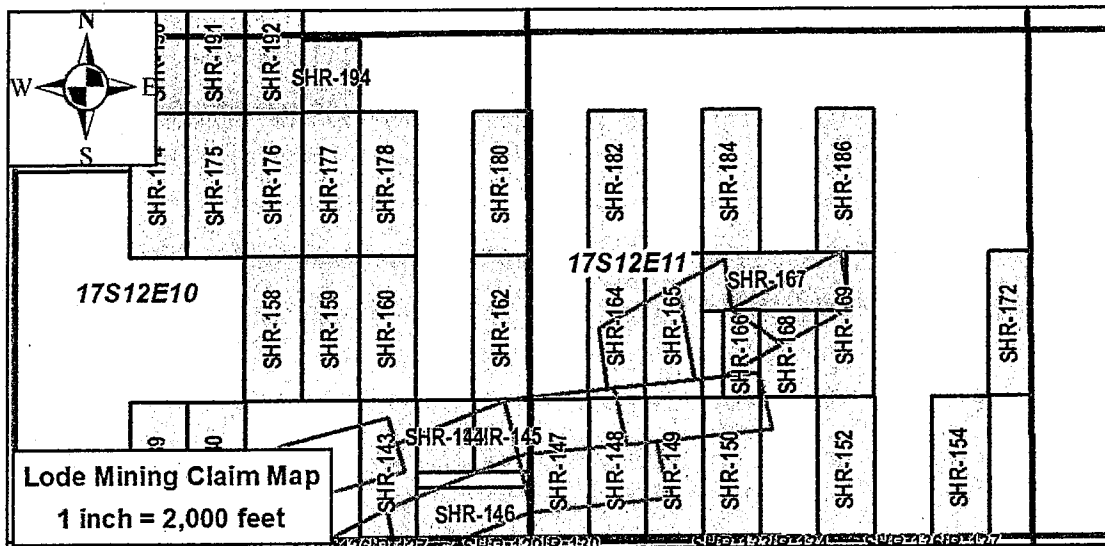 N
W E
S
SHR-191
SHR-192
SHR-194
SHR-175
SHR-176
SHR-177
SHR-178
SHR-180
SHR-182
SHR-184
SHR-186
17S12E10
17S12E11
SHR-158
SHR-159
SHR-160
SHR-162
SHR-164
SHR-165
SHR-166
SHR-167
SHR-168
SHR-169
SHR-172
SHR-143
SHR-144
SHR-146
SHR-147
SHR-148
SHR-149
SHR-150
SHR-152
SHR-154
Lode Mining Claim Map
1 inch = 2,000 feet